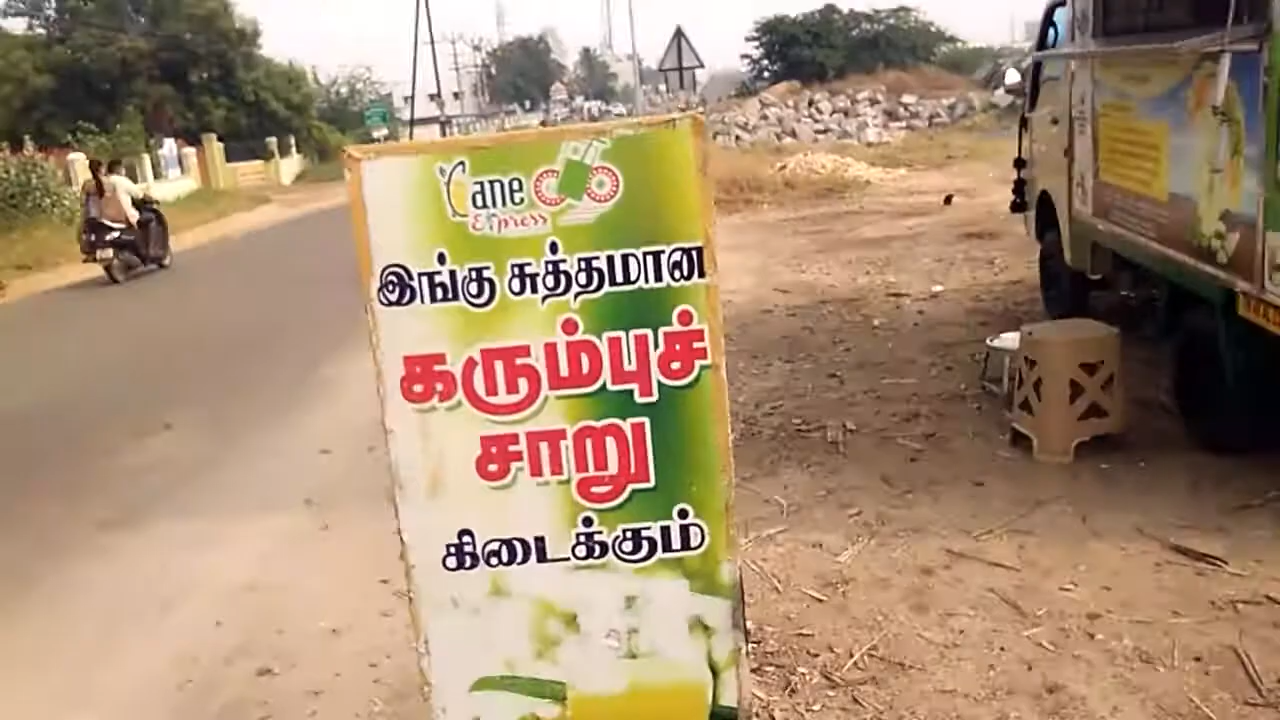 Cane
Express
இங்கு சுத்தமான
கரும்புச்
சாறு
கிடைக்கும்